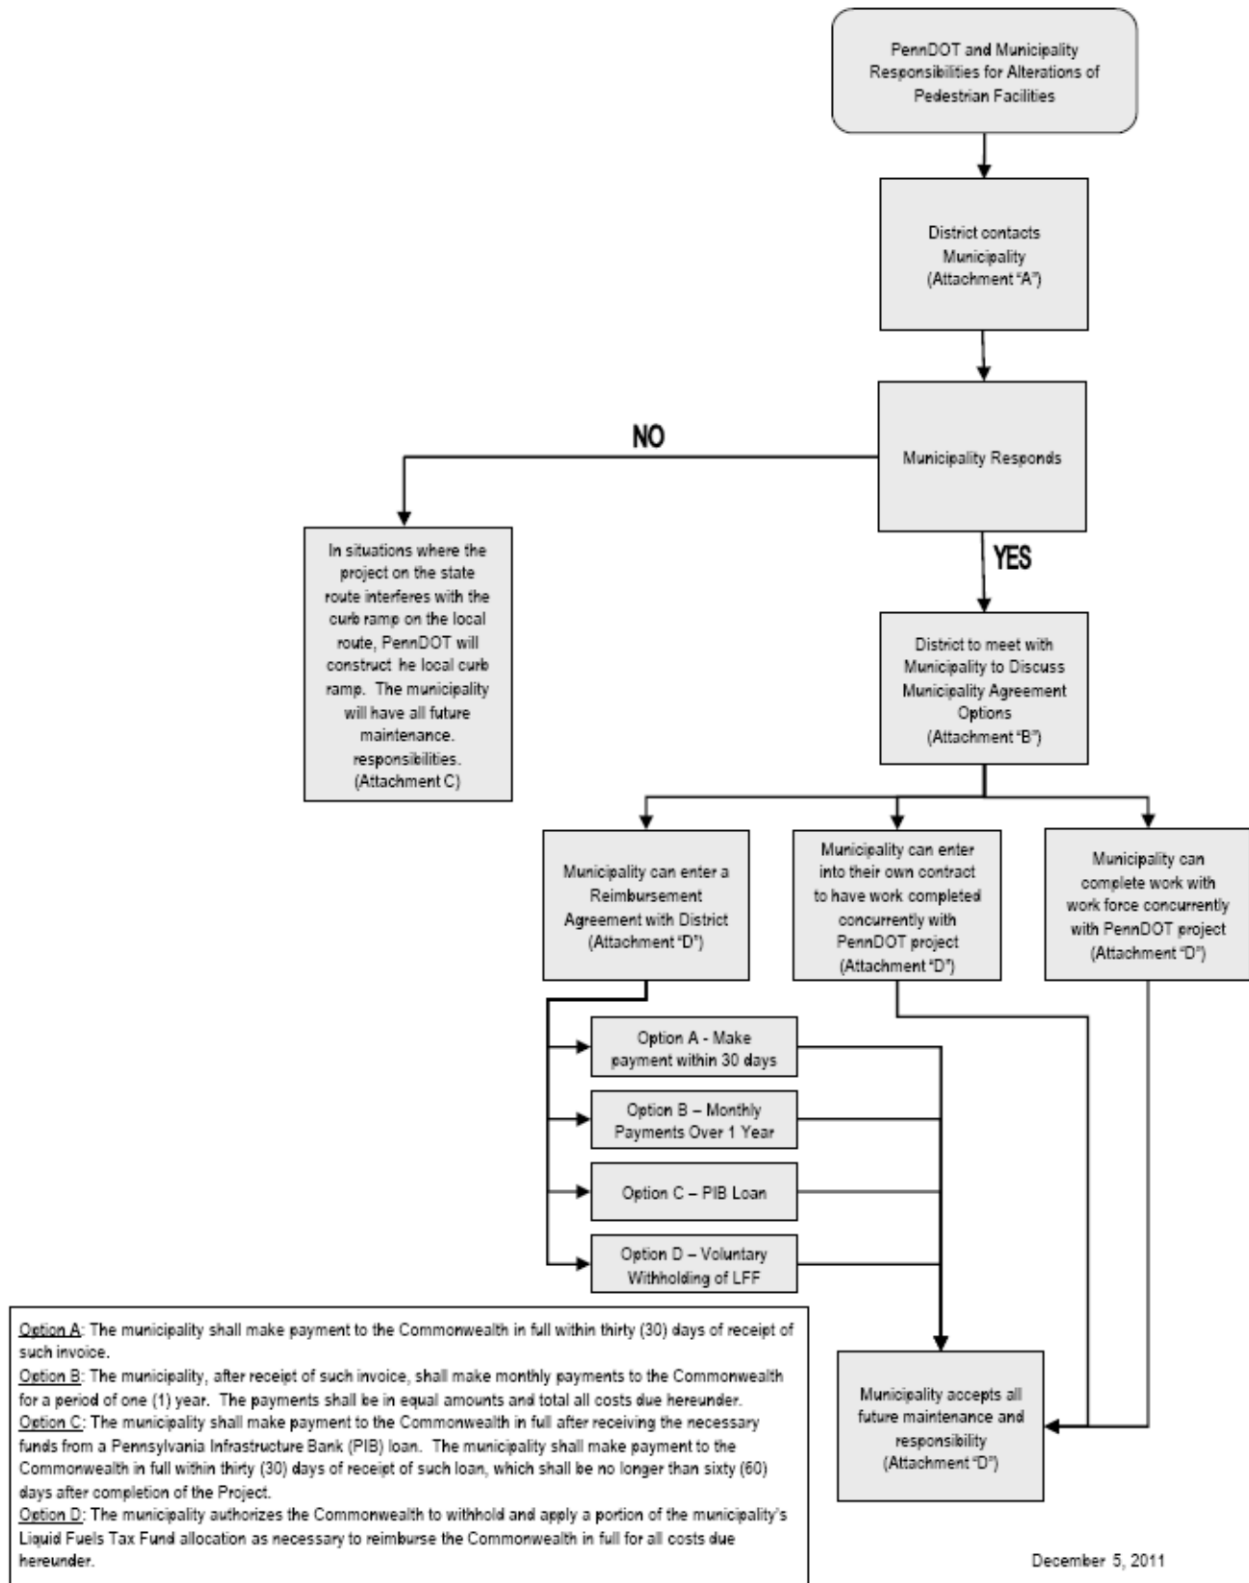 PennDOT and Municipality
Responsibilities for Alterations of
Pedestrian Facilities
District contacts
Municipality
(Attachment "A")
Municipality Responds
NO
YES
In situations where the
project on the state
route interferes with the
curb ramp on the local
route, PennDOT will
construct he local curb
ramp. The municipality
will have all future
maintenance.
responsibilities.
(Attachment C)
District to meet with
Municipality to Discuss
Municipality Agreement
Options
(Attachment "B")
Municipality can enter a
Reimbursement
Agreement with District
(Attachment "D")
Municipality can enter
into their own contract
to have work completed
concurrently with
PennDOT project
(Attachment "D")
Municipality can
complete work with
work force concurrently
with PennDOT project
(Attachment "D")
Option A - Make
payment within 30 days
Option B – Monthly
Payments Over 1 Year
Option C – PIB Loan
Option D – Voluntary
Withholding of LFF
Municipality accepts all
future maintenance and
responsibility
(Attachment "D")
Option A: The municipality shall make payment to the Commonwealth in full within thirty (30) days of receipt of
such invoice.
Option B: The municipality, after receipt of such invoice, shall make monthly payments to the Commonwealth
for a period of one (1) year. The payments shall be in equal amounts and total all costs due hereunder.
Option C: The municipality shall make payment to the Commonwealth in full after receiving the necessary
funds from a Pennsylvania Infrastructure Bank (PIB) loan. The municipality shall make payment to the
Commonwealth in full within thirty (30) days of receipt of such loan, which shall be no longer than sixty (60)
days after completion of the Project.
Option D: The municipality authorizes the Commonwealth to withhold and apply a portion of the municipality's
Liquid Fuels Tax Fund allocation as necessary to reimburse the Commonwealth in full for all costs due
hereunder.
December 5, 2011